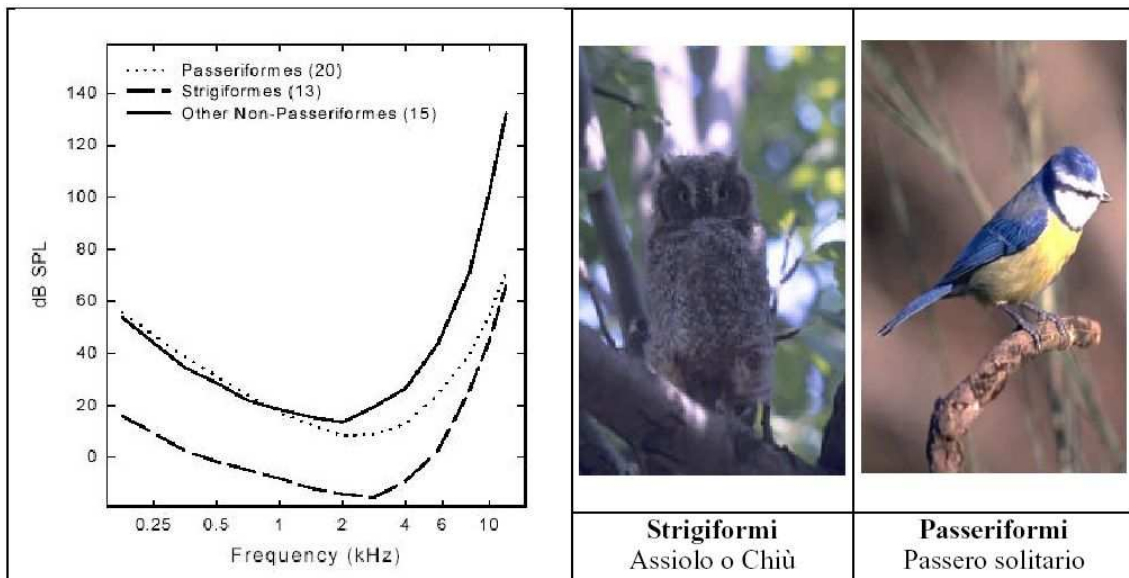 Passeriformes (20)
Strigiformes (13)
Other Non-Passeriformes (15)
140
120
100
80
60
40
20
0
dB SPL
0.25 0.5 1 2 4 6 10
Frequency (kHz)
Strigiformi
Assiolo o Chiù
Passeriformi
Passero solitario